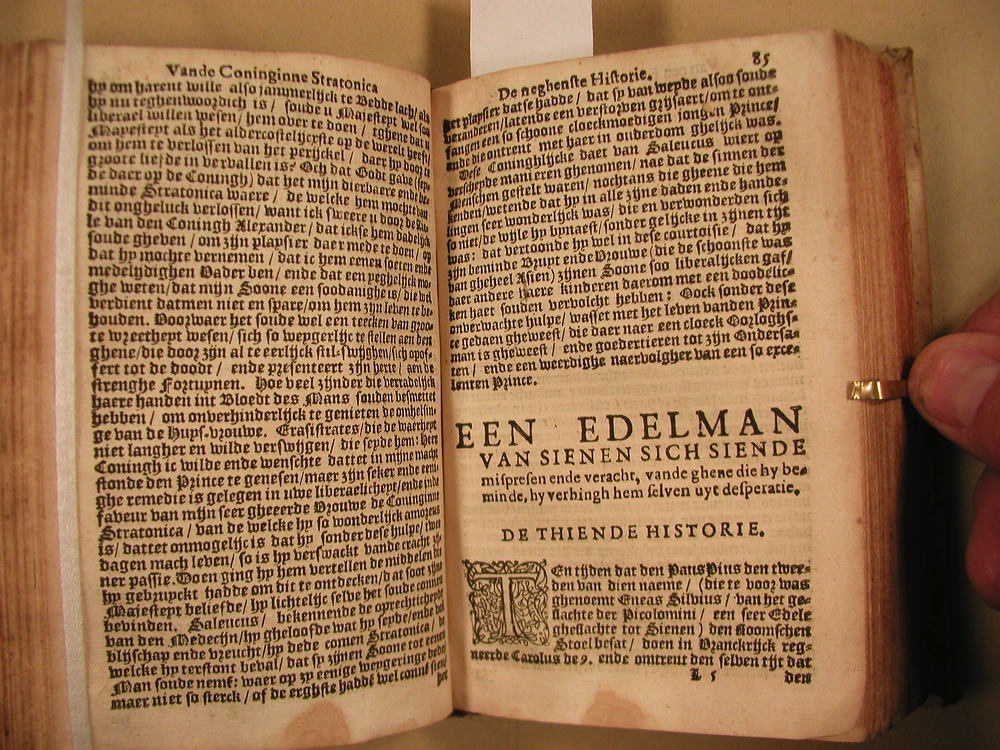 Vande Coninginne Stratonica
hy om harent wille also jammerlijck te Bedde lach/ als
hy nu teghenwoordich is/ soude u Majesteyt wel soo
liberael willen wesen/ hem over te doen/ tghene dat u
Majesteyt als het aldercostelijcxste op de werelt heeft/
om hem te verlossen van het perijckel/ daer hy door te
groote liefde in vervallen is? Och dat Godt gave (sey-
de daer op de Coningh) dat het mijn dierbaere ende be-
minde Stratonica waere/ de welcke hem mochte van
dit ongheluck verlossen/ want ick sweere u door de
le van den Coningh Alexander/ dat ickse hem dadelijck
soude gheven/ om zijn playsier daer mede te doen/ op
dat hy mochte vernemen/ dat ic hem eenen soeten ende
medelijdighen Vader ben/ ende dat een yeghelijck mo-
ghe weten/ dat mijn Soone een soodanigh is/ die wel
verdient datmen niet en spare/ om hem zijn leven te be-
houden. Voorwaer het soude wel een teecken van groo-
te wreetheyt wesen/ sich so weygerlijc te stellen aen den
ghene/ die door zijn al te eerlijck stil-swijghen/ sich opof-
fert tot de doodt/ ende presenteert zijn herte/ aen de
strenghe Fortuynen. Hoe veel zijnder die verradelijck
haere handen int Bloedt des Mans souden besmettet
hebben/ om onverhinderlijck te genieten de omhelsin-
ge van de Huys-vrouwe. Erasistrates/ die de waerheyt
niet langher en wilde verswijgen/ die seyde hem: Heer
Coningh ic wilde ende wenschte dattet in mijne macht
stonde den Prince te genesen/ maer zijn seker ende eeni-
ghe remedie is gelegen in uwe liberaelicheyt/ ende inde
faveur van mijn seer gheeerde Vrouwe de Coninginne
Stratonica/ van de welcke hy so wonderlijck amoreus
is/ dattet onmogelijc is dat hy sonder dese hulpe/ twee
dagen mach leven/ so is hy verswackt vande cracht zij-
ner passie. Doen ging hy hem vertellen de middelen die
hy gebruyckt hadde om dit te ontdecken/ en dat soot zijne
Majesteyt beliefde/ hy lichtelijc selve het soude connen
bevinden. Saleucus/ bekennende de oprechticheyt
van den Medecijn/ hy gheloofde wat hy seyde/ ende vol
blijschap ende vreucht/ hy dede comen Stratonica/ de
welcke hy terstont beval/ dat sy zijnen Soone tot eenen
Man soude nemē: waer op zy eenige weygeringe dede/
maer niet so sterck/ of de erghste hadde wel connen sien/
het
De neghenste Historie. 85
het playsier datse hadde/ dat sy van weyde alsoo soude
veranderen/ latende een verstorven grijsaert/ om te ont-
fangen een so schoone cloeckmoedigen jongen Prince/
ende die ontrent met haer in ouderdom ghelijck was.
Dese Coninghlijcke daet van Saleucus wiert op
verscheyde manieren ghenomen/ nae dat de sinnen der
Menschen gestelt waren/ nochtans die gheene die hem
kenden/ wetende dat hy in alle zijne daden ende hande-
lingen seer wonderlijck was/ die en verwonderden sich
so niet/ de wijle hy bynaest/ sonder gelijcke in zijnen tijt
was: dat vertoonde hy wel in dese courtoisie/ dat hy
zijn beminde Bruyt ende Vrouwe (die de schoonste was
van gheheel Asien) zijnen Soone soo liberalijcken gaf/
daer andere haere kinderen daerom met een doodelic-
ken haet souden vervolcht hebben: Oock sonder dese
onverwachte hulpe/ wasset met het leven vanden Prin-
ce gedaen gheweest/ die daer naer een cloeck Oorloghs-
man is gheweest/ ende goedertieren tot zijn Ondersa-
ten/ ende een weerdighe naervolgher van een so exce-
lenten Prince.
EEN EDELMAN
VAN SIENEN SICH SIENDE
mispresen ende veracht, vande ghene die hy be-
minde, hy verhingh hem selven uyt desperatie.
DE THIENDE HISTORIE.
TEn tijden dat den Paus Pius den twee-
den van dien naeme/ (die te voor was
ghenoemt Eneas Silvius/ van het ge-
slachte der Picolomini/ een seer Edele
gheslachte tot Sienen) den Roomschen
Stoel besat/ doen in Vranckrijck reg-
neerde Carolus de 9. ende omtrent den selven tijt dat
L 5 den